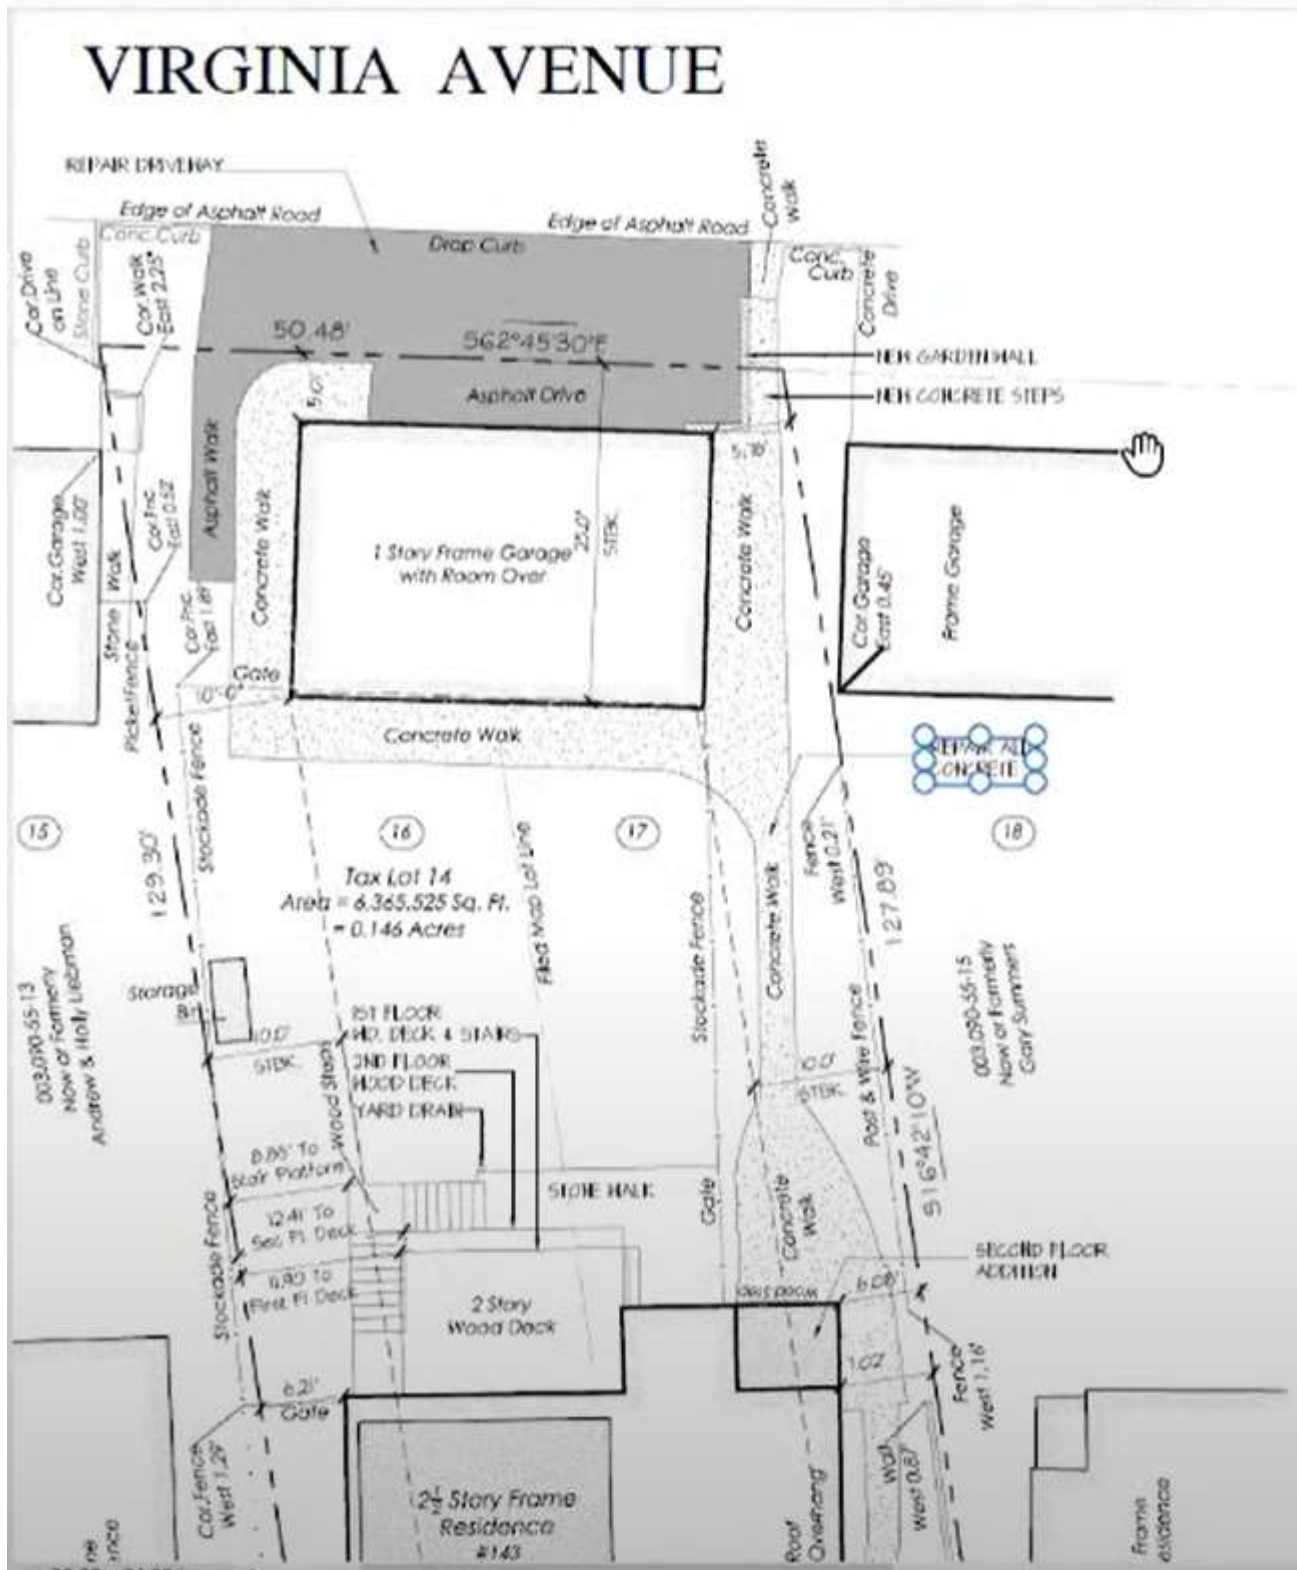 VIRGINIA AVENUE
REPAIR DRIVEWAY
Concrete
Walk
Edge of Asphalt Road
Edge of Asphalt Road
Conc. Curb
Drop Curb
Conc.
Curb
Concrete
Drive
Cor. Drive
on Line
Stone Curb
Cor. Walk
East 2.25'
50.48'
S62°45'30"E
NEW GARDEN WALL
NEW CONCRETE STEPS
5.01'
Asphalt Drive
Asphalt Walk
Concrete Walk
Cor. Garage
West 1.00'
Stone Walk
Picket Fence
Cor. Fnc.
East 0.52'
Cor. Fnc.
East 1.89'
1 Story Frame Garage
with Room Over
25.0'
STBK.
Concrete Walk
Cor. Garage
East 0.45'
Frame Garage
Gate
10'-0"
Concrete Walk
REPAIR ALL
CONCRETE
15
16
17
18
129.30'
Stockade Fence
Tax Lot 14
Area = 6,365.525 Sq. Ft.
= 0.146 Acres
Filed Map Lot Line
Stockade Fence
Concrete Walk
Fence
West 0.21'
127.89'
003.090-55-13
Now or Formerly
Andrew & Holly Liebman
003.090-55-15
Now or Formerly
Gary Summers
Storage
Bin
10.0'
STBK.
Wood Steps
1ST FLOOR
WD. DECK & STAIRS
2ND FLOOR
WOOD DECK
YARD DRAIN
10.0'
STBK.
Post & Wire Fence
S16°42'10"W
8.85' To
Stair Platform
12.41' To
Sec Fl. Deck
First Fl Deck
Stockade Fence
STONE WALK
Gate
Concrete
Walk
SECOND FLOOR
ADDITION
Wood Step
6.08'
2 Story
Wood Deck
7.02'
Fence
West 1.16'
6.21'
Gate
Cor. Fence
West 1.29'
2½ Story Frame
Residence
#143
Roof
Overhang
Wall
West 0.87'
Frame
esidence
ne
ence